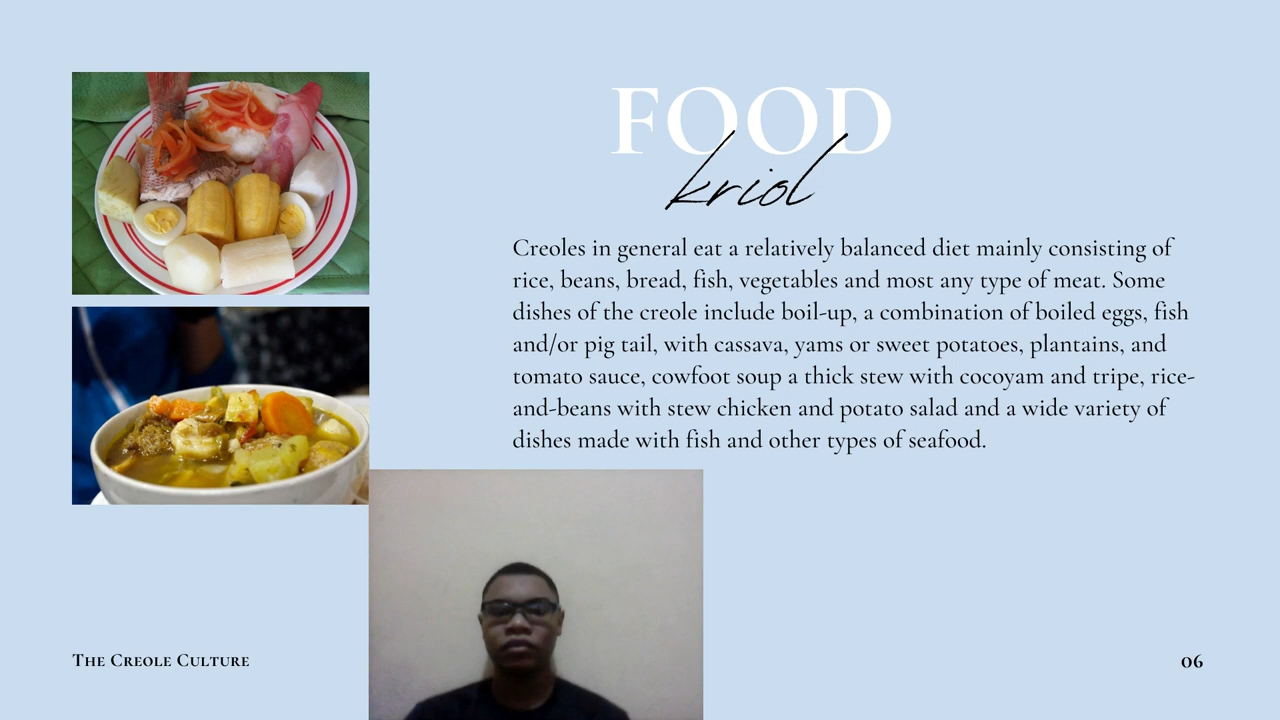 FOOD
kriol
Creoles in general eat a relatively balanced diet mainly consisting of
rice, beans, bread, fish, vegetables and most any type of meat. Some
dishes of the creole include boil-up, a combination of boiled eggs, fish
and/or pig tail, with cassava, yams or sweet potatoes, plantains, and
tomato sauce, cowfoot soup a thick stew with cocoyam and tripe, rice-
and-beans with stew chicken and potato salad and a wide variety of
dishes made with fish and other types of seafood.
The Creole Culture
06